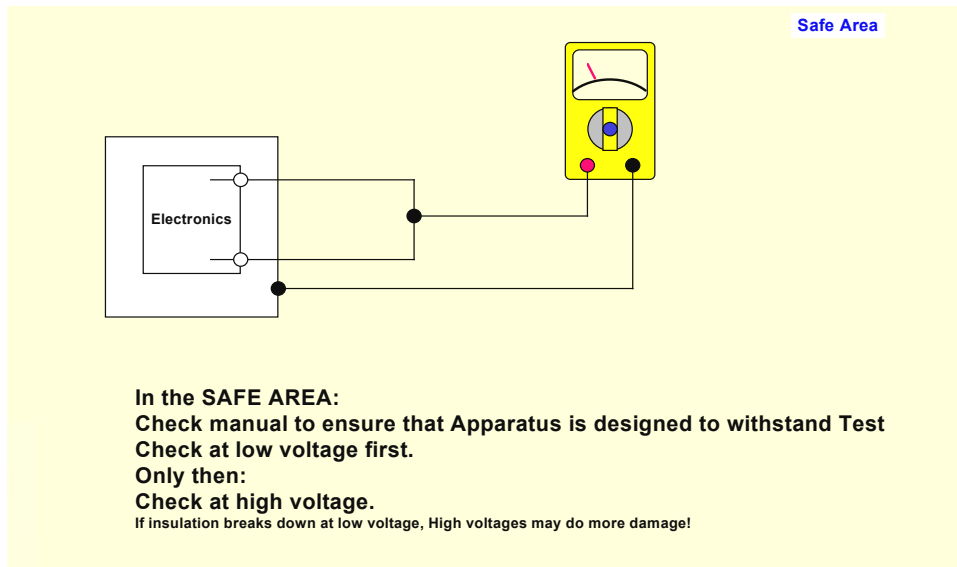 Safe Area
Electronics
In the SAFE AREA:
Check manual to ensure that Apparatus is designed to withstand Test
Check at low voltage first.
Only then:
Check at high voltage.
If insulation breaks down at low voltage, High voltages may do more damage!